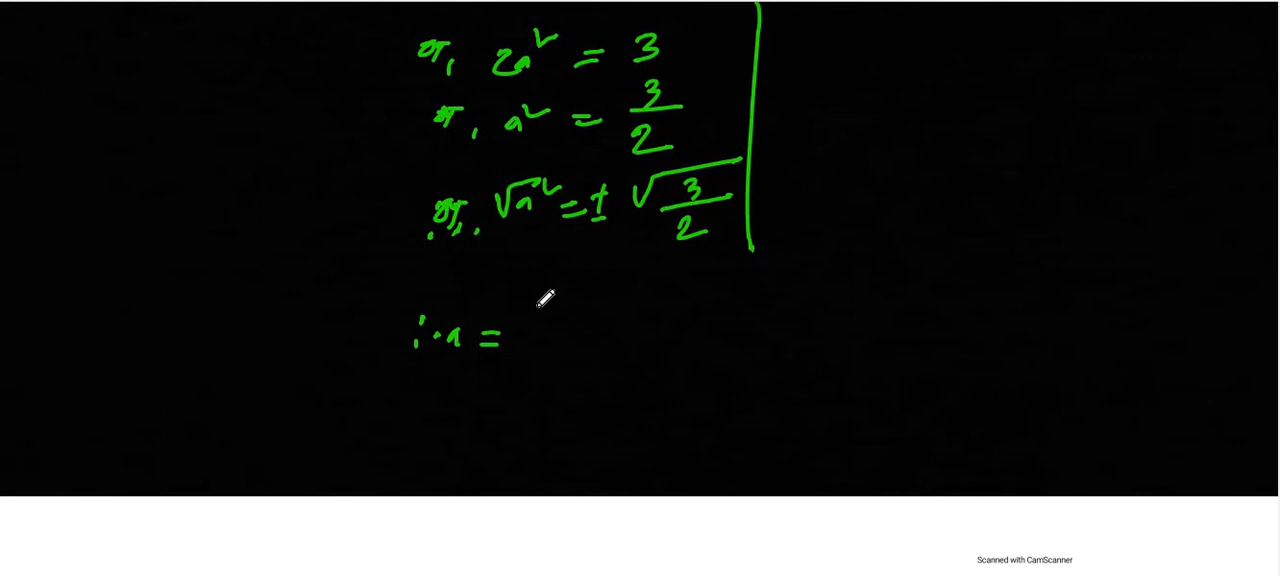 বা, 2a² = 3
বা, a² = 3/2
বা, √a² = ± √3/2
∴ a =
Scanned with CamScanner